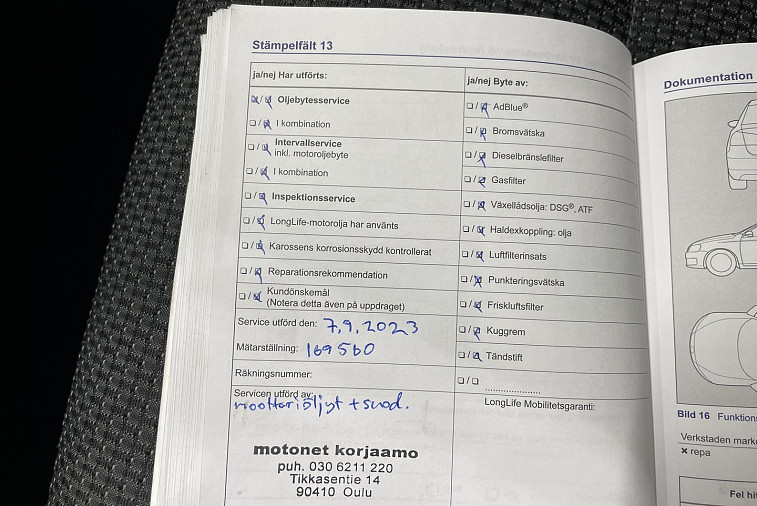 Stämpelfält 13
ja/nej Har utförts:
☐/☐ Oljebytesservice
☐/☐ I kombination
☐/☐ Intervallservice
inkl. motoroljebyte
☐/☐ I kombination
☐/☐ Inspektionsservice
☐/☐ LongLife-motorolja har använts
☐/☐ Karossens korrosionsskydd kontrollerat
☐/☐ Reparationsrekommendation
☐/☐ Kundönskemål
(Notera detta även på uppdraget)
Service utförd den: 7.9.2023
Mätarställning: 169560
Räkningsnummer:
Servicen utförd av:
moottoriöljyt + suod.
motonet korjaamo
puh. 030 6211 220
Tikkasentie 14
90410 Oulu
ja/nej Byte av:
☐/☐ AdBlue®
☐/☐ Bromsvätska
☐/☐ Dieselbränslefilter
☐/☐ Gasfilter
☐/☐ Växellådsolja: DSG®, ATF
☐/☐ Haldexkoppling: olja
☐/☐ Luftfilterinsats
☐/☐ Punkteringsvätska
☐/☐ Friskluftsfilter
☐/☐ Kuggrem
☐/☐ Tändstift
☐/☐ ....................
LongLife Mobilitetsgaranti:
Dokumentation
Bild 16 Funktion
Verkstaden mark
× repa
Fel hi